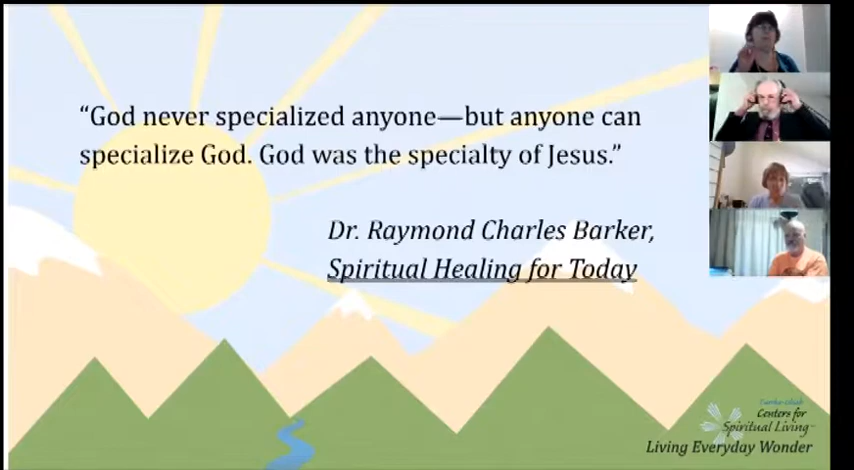 “God never specialized anyone—but anyone can
specialize God. God was the specialty of Jesus.”
Dr. Raymond Charles Barker,
Spiritual Healing for Today
Centers for
Spiritual Living
Living Everyday Wonder